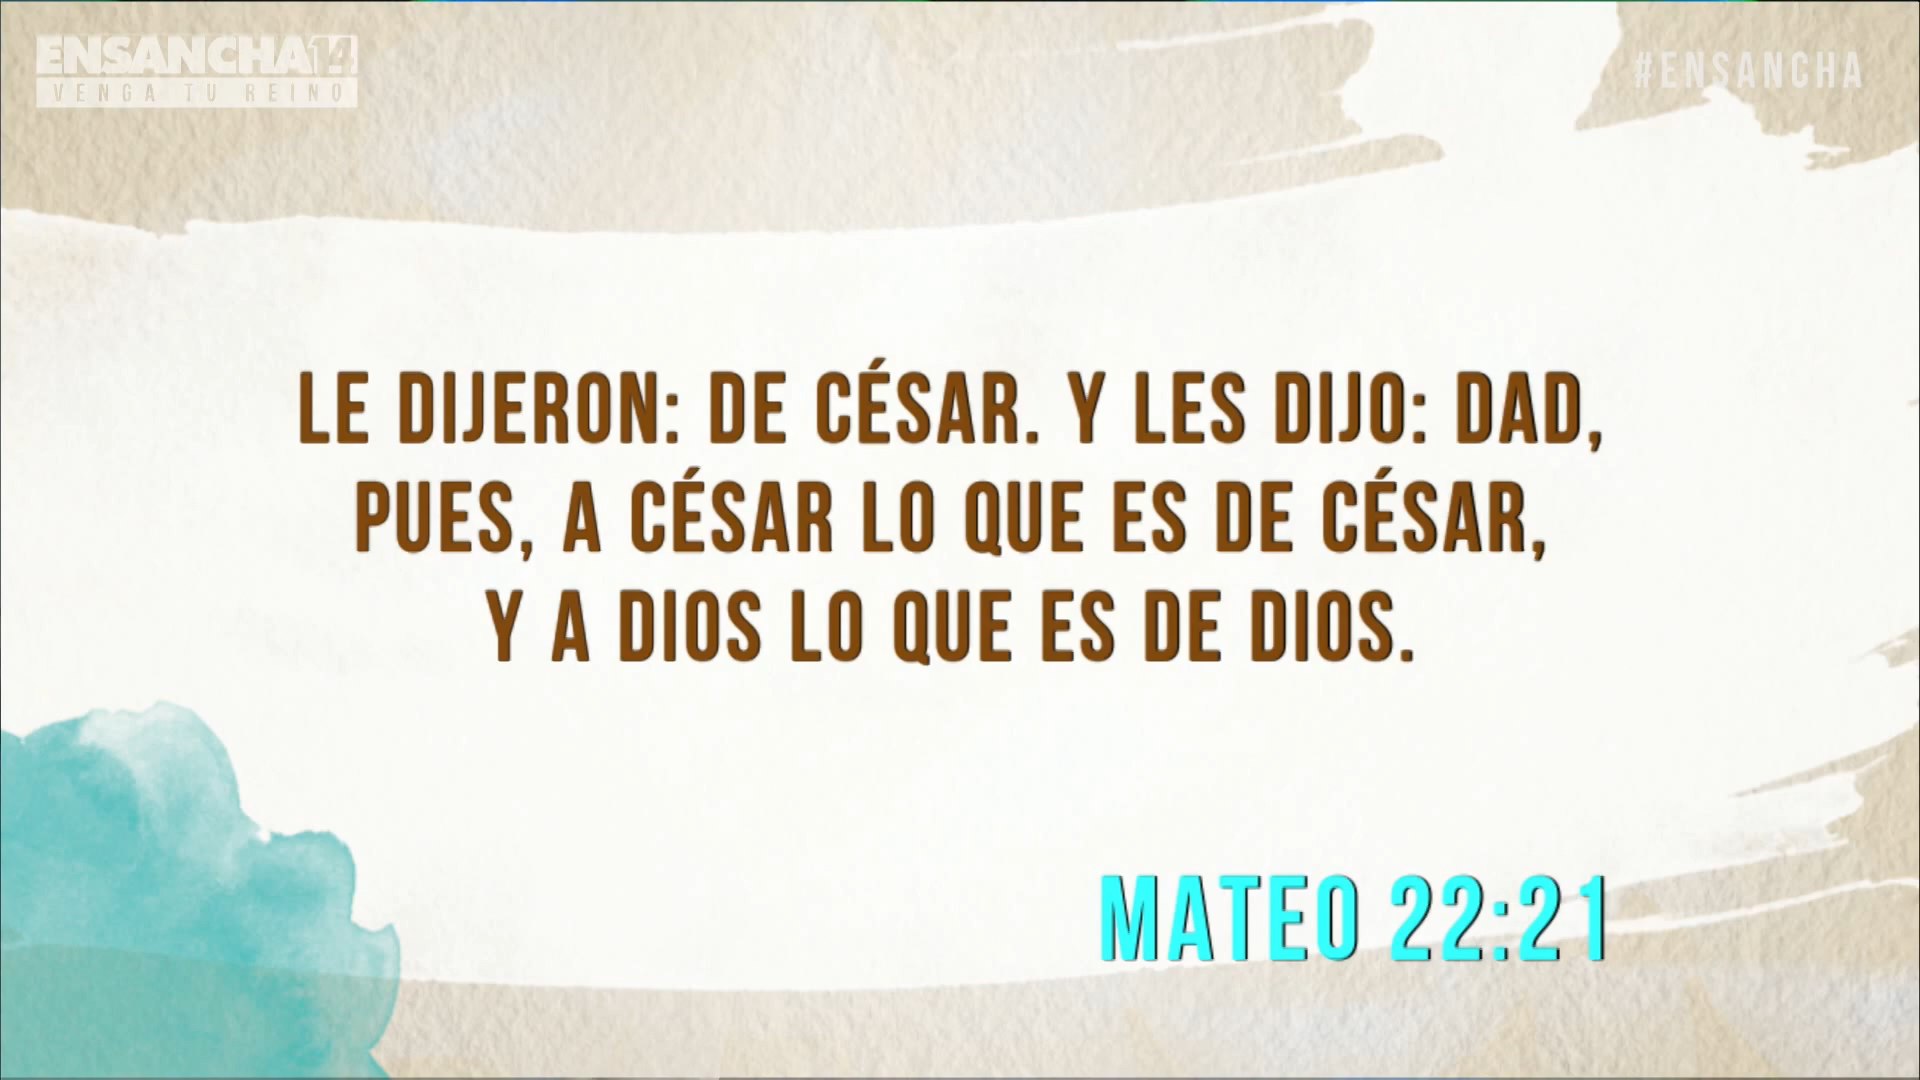 ENSANCHA14
VENGA TU REINO
#ENSANCHA
LE DIJERON: DE CÉSAR. Y LES DIJO: DAD,
PUES, A CÉSAR LO QUE ES DE CÉSAR,
Y A DIOS LO QUE ES DE DIOS.
MATEO 22:21